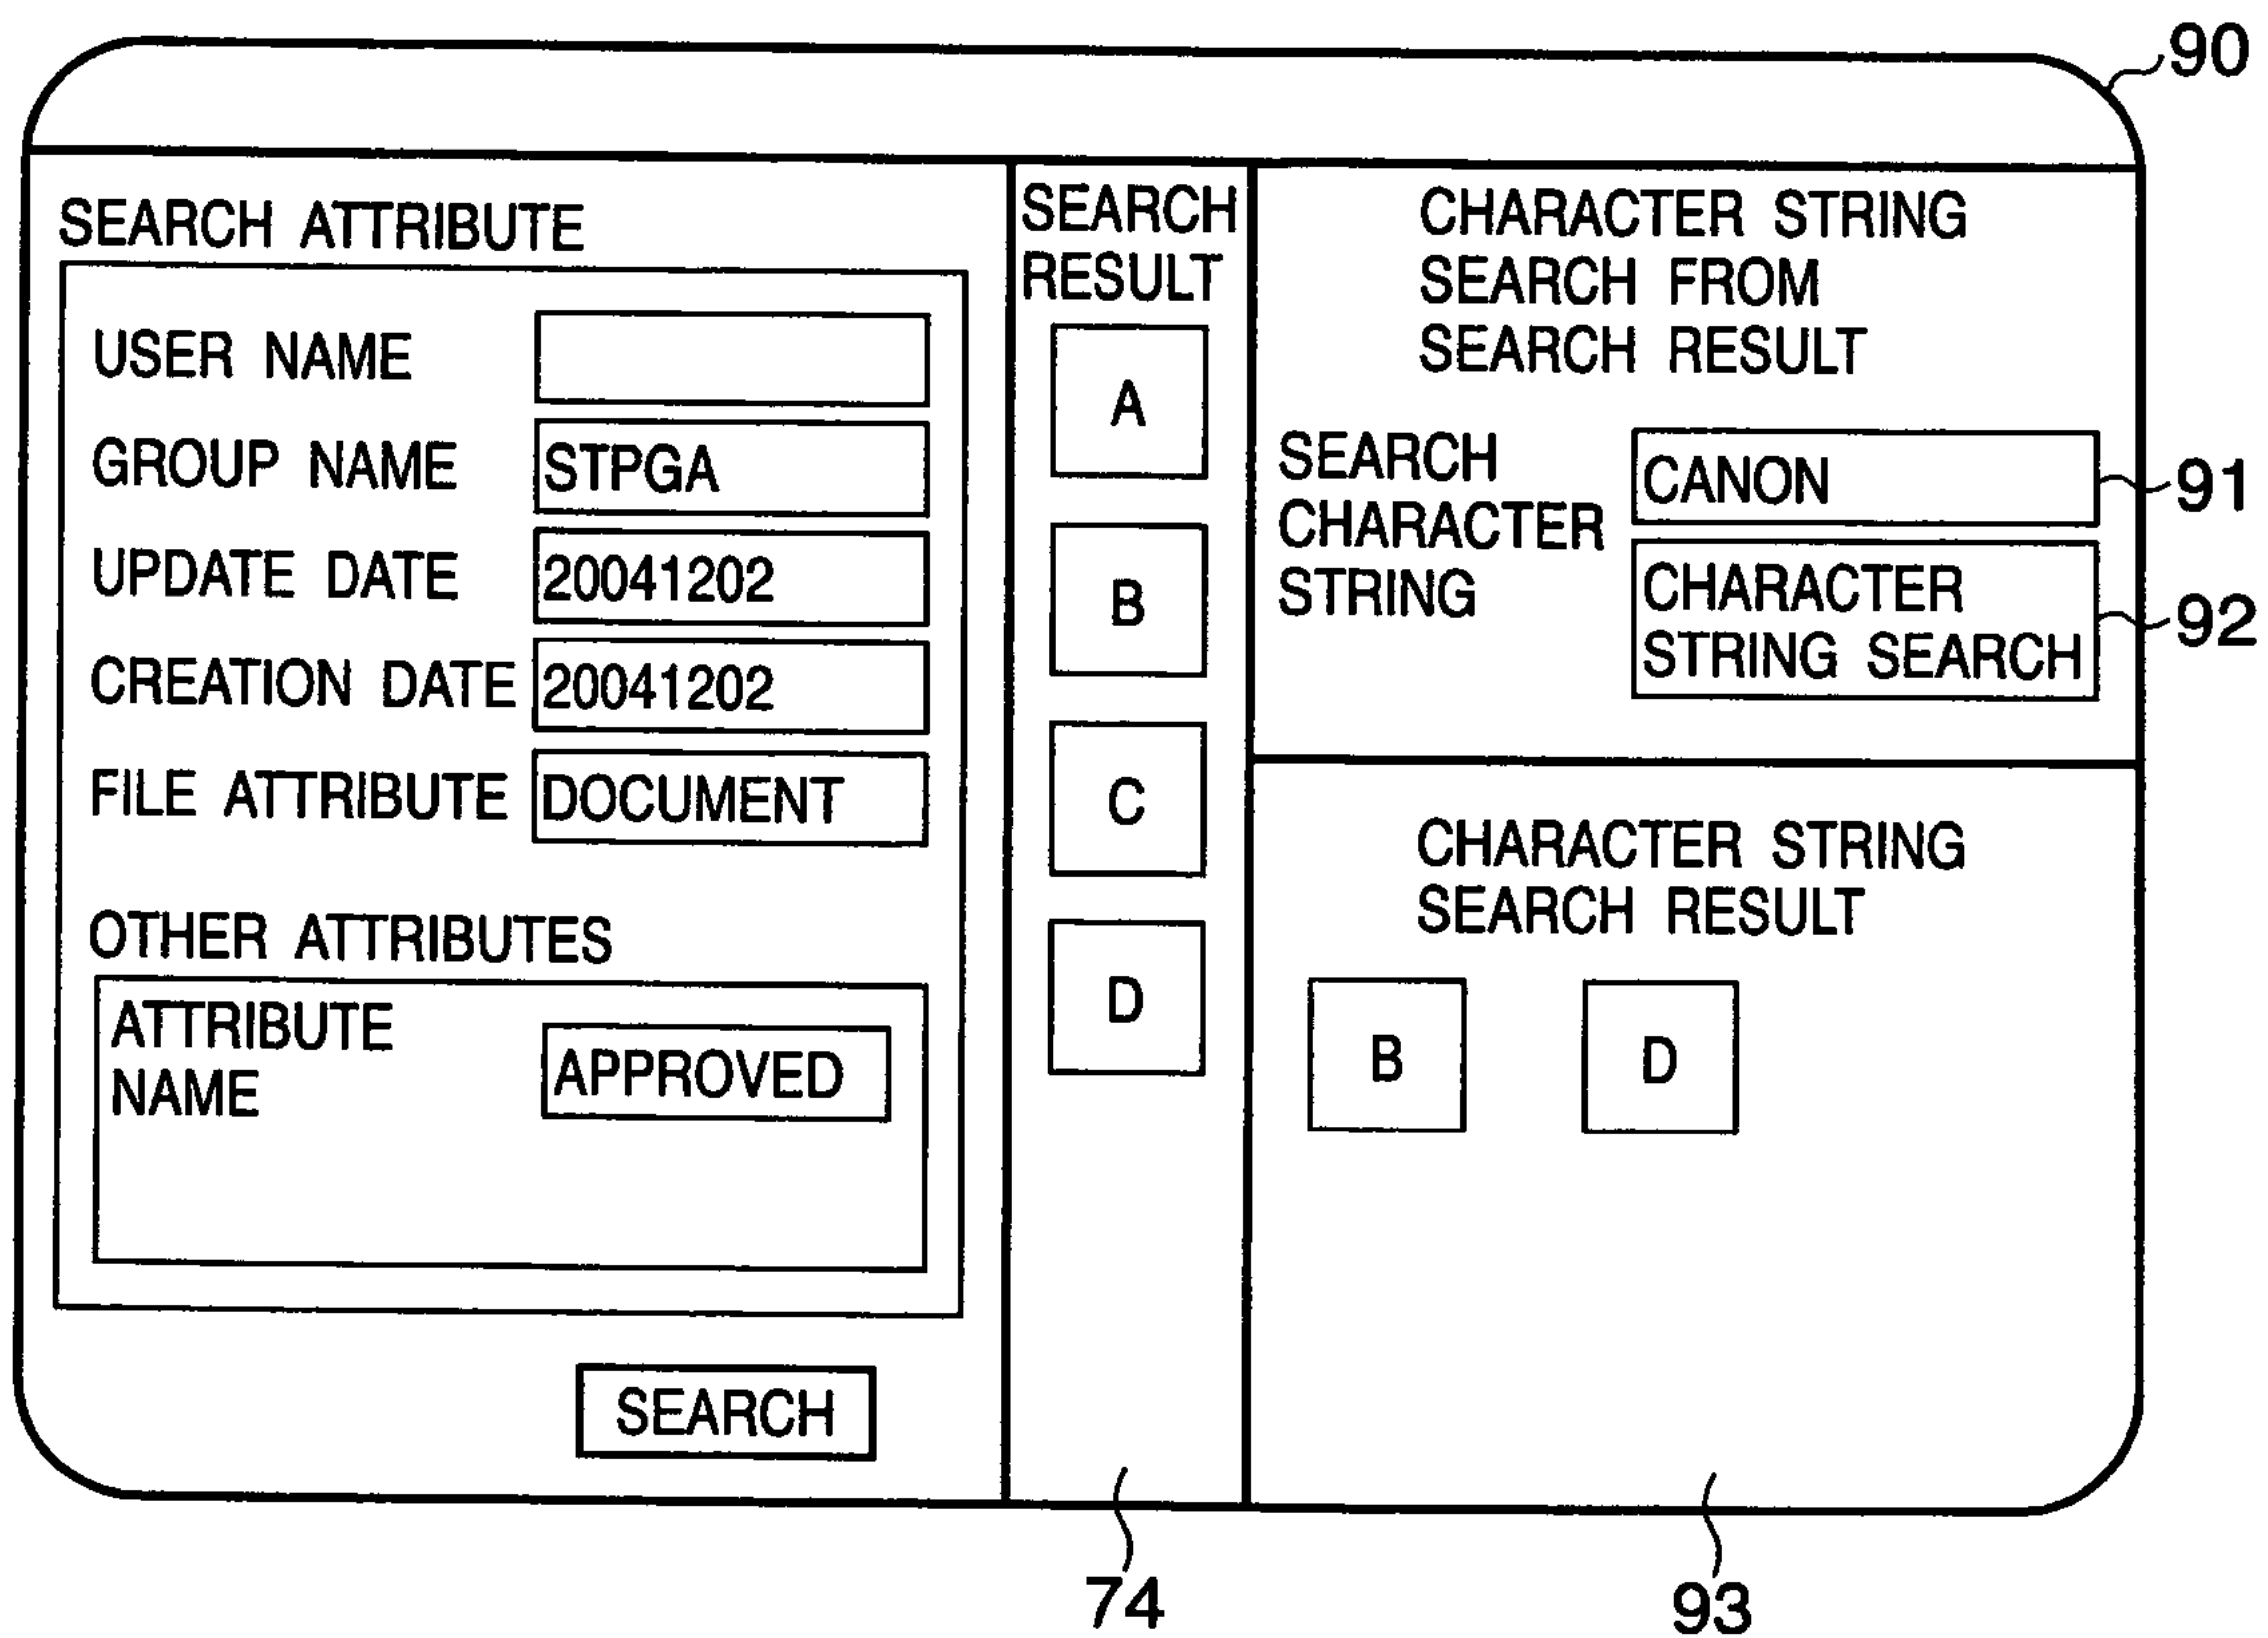 90
SEARCH ATTRIBUTE
USER NAME
GROUP NAME STPGA
UPDATE DATE 20041202
CREATION DATE 20041202
FILE ATTRIBUTE DOCUMENT
OTHER ATTRIBUTES
ATTRIBUTE
NAME
APPROVED
SEARCH
SEARCH
RESULT
A
B
C
D
74
CHARACTER STRING
SEARCH FROM
SEARCH RESULT
SEARCH
CHARACTER
STRING
CANON
91
CHARACTER
STRING SEARCH
92
CHARACTER STRING
SEARCH RESULT
B D
93